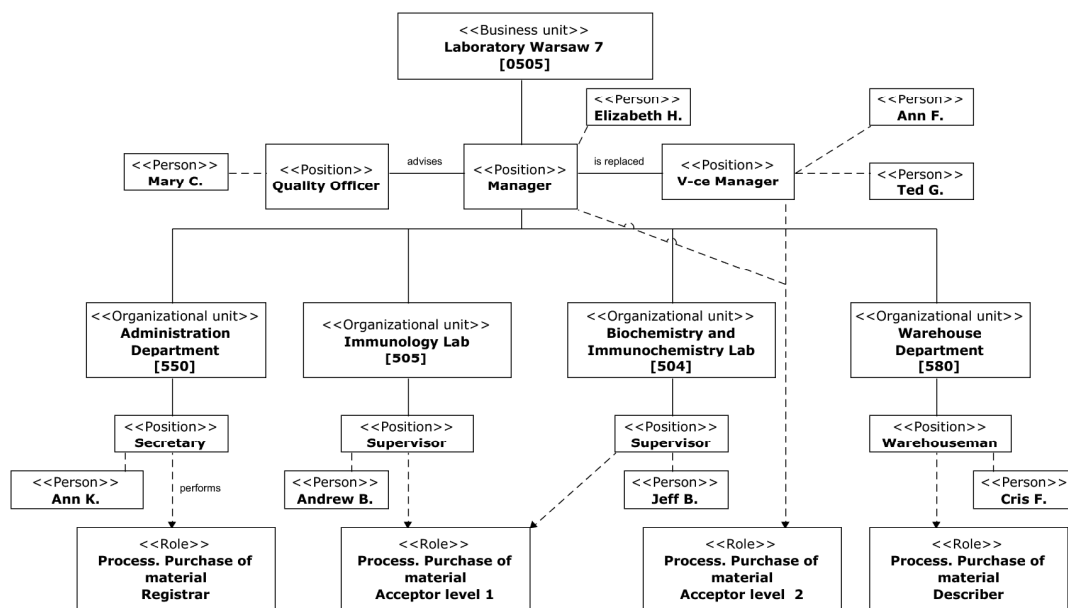 <<Business unit>>
Laboratory Warsaw 7
[0505]
<<Person>>
Elizabeth H.
<<Person>>
Ann F.
<<Person>>
Mary C.
<<Position>>
Quality Officer
advises
<<Position>>
Manager
is replaced
<<Position>>
V-ce Manager
<<Person>>
Ted G.
<<Organizational unit>>
Administration
Department
[550]
<<Organizational unit>>
Immunology Lab
[505]
<<Organizational unit>>
Biochemistry and
Immunochemistry Lab
[504]
<<Organizational unit>>
Warehouse
Department
[580]
<<Position>>
Secretary
<<Position>>
Supervisor
<<Position>>
Supervisor
<<Position>>
Warehouseman
<<Person>>
Ann K.
performs
<<Person>>
Andrew B.
<<Person>>
Jeff B.
<<Person>>
Cris F.
<<Role>>
Process. Purchase of
material
Registrar
<<Role>>
Process. Purchase of
material
Acceptor level 1
<<Role>>
Process. Purchase of
material
Acceptor level 2
<<Role>>
Process. Purchase of
material
Describer